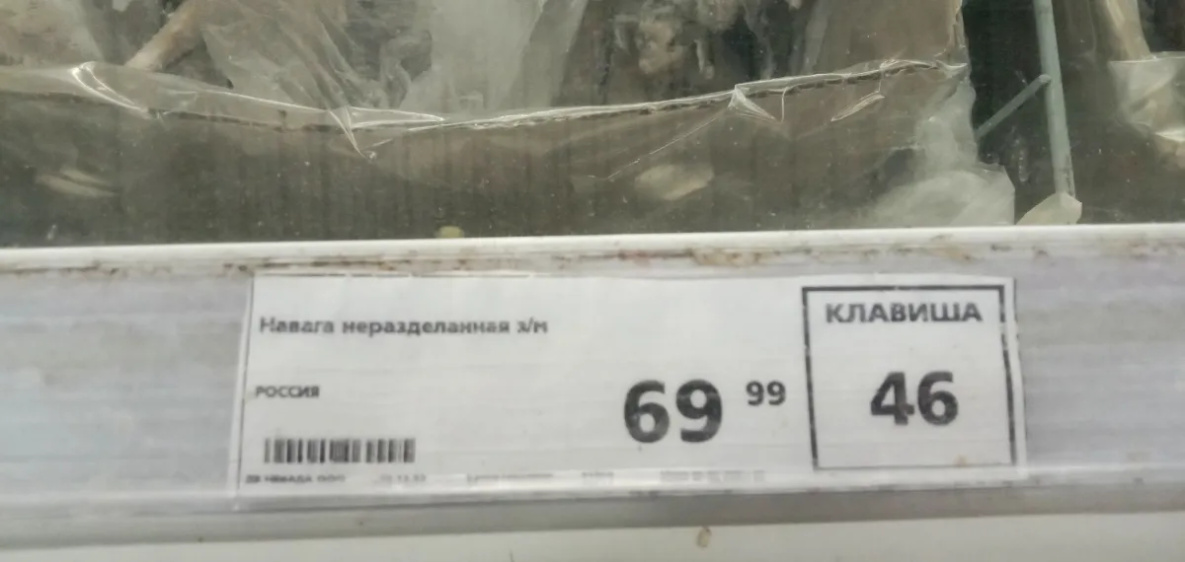 Навага неразделанная з/м
РОССИЯ
69 99
КЛАВИША
46